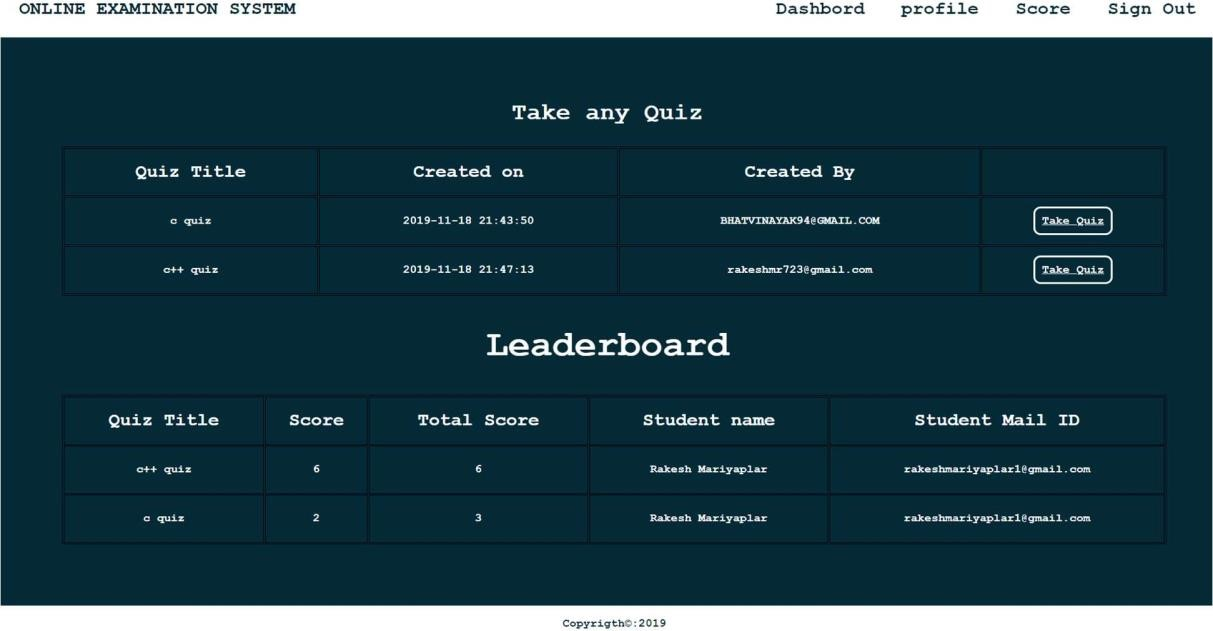 ONLINE EXAMINATION SYSTEM Dashbord profile Score Sign Out
Take any Quiz
Quiz Title Created on Created By
c quiz 2019-11-18 21:43:50 BHATVINAYAK94@GMAIL.COM Take Quiz
c++ quiz 2019-11-18 21:47:13 rakeshmr723@gmail.com Take Quiz
Leaderboard
Quiz Title Score Total Score Student name Student Mail ID
c++ quiz 6 6 Rakesh Mariyaplar rakeshmariyaplar1@gmail.com
c quiz 2 3 Rakesh Mariyaplar rakeshmariyaplar1@gmail.com
Copyrigth©:2019